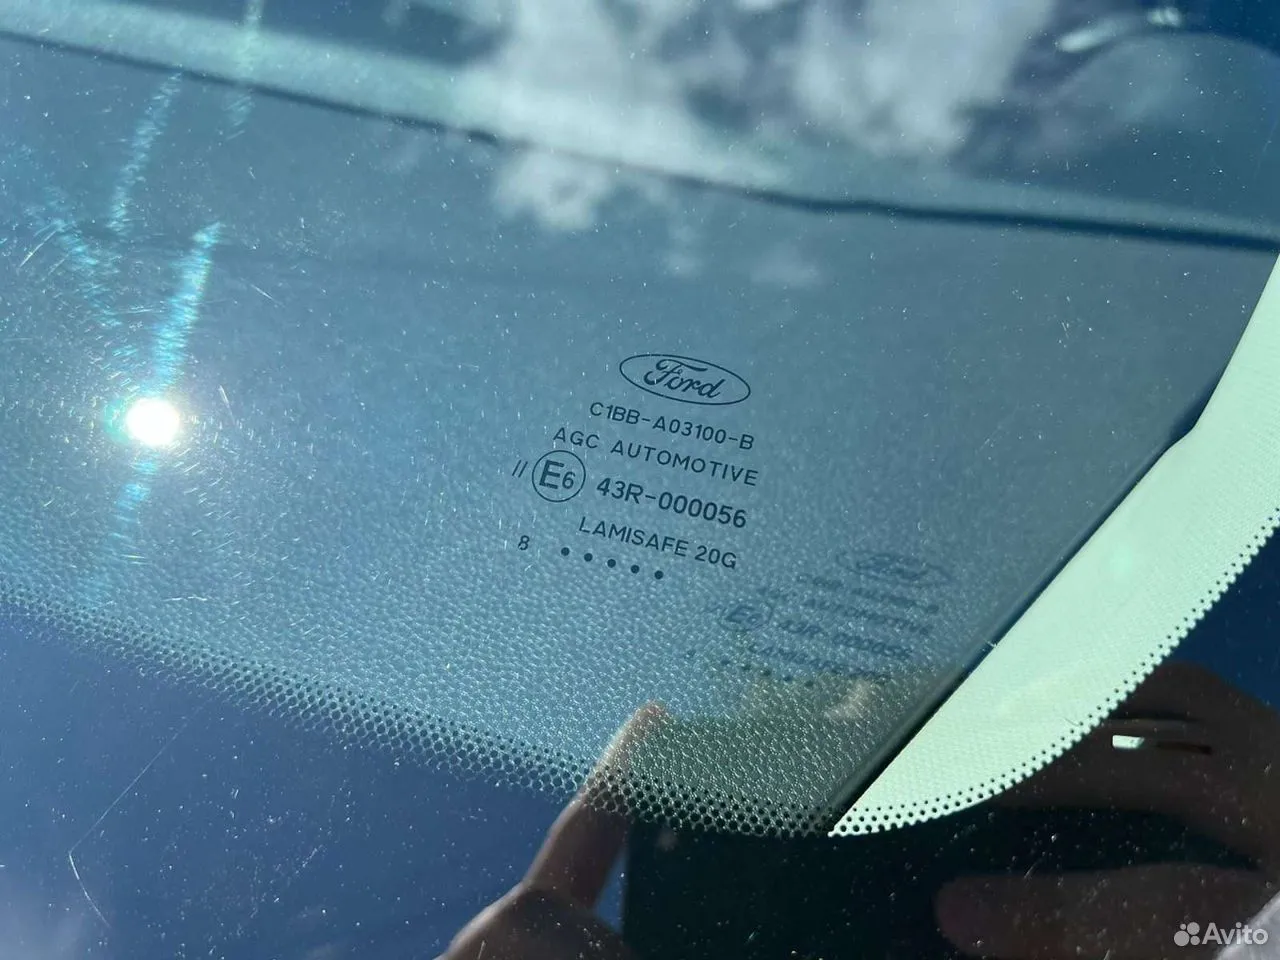 Ford
C1BB-A03100-B
AGC AUTOMOTIVE
// E6 43R-000056
LAMISAFE 20G
8 • • • • •
Avito